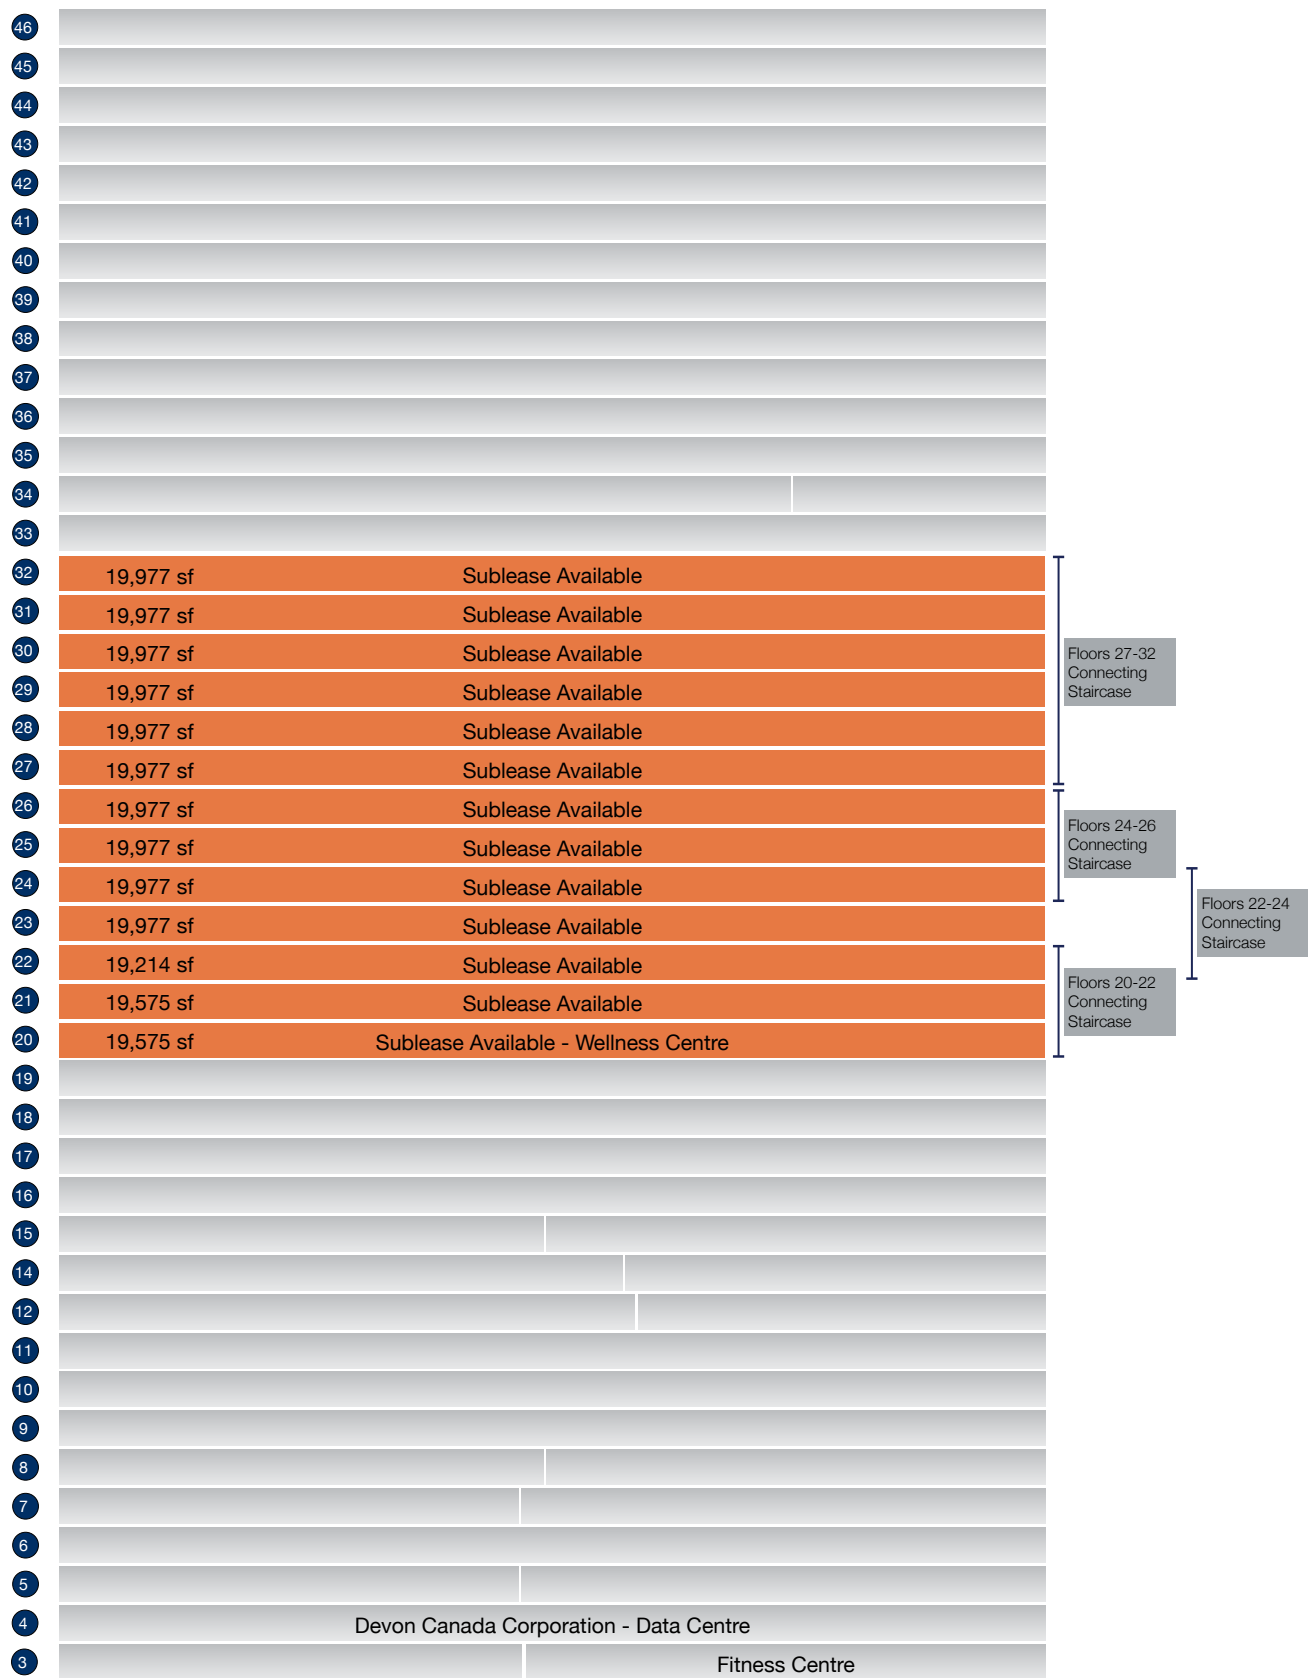 46
45
44
43
42
41
40
39
38
37
36
35
34
33
32 19,977 sf Sublease Available
31 19,977 sf Sublease Available
30 19,977 sf Sublease Available
29 19,977 sf Sublease Available
28 19,977 sf Sublease Available
27 19,977 sf Sublease Available
Floors 27-32
Connecting
Staircase
26 19,977 sf Sublease Available
25 19,977 sf Sublease Available
24 19,977 sf Sublease Available
Floors 24-26
Connecting
Staircase
23 19,977 sf Sublease Available
22 19,214 sf Sublease Available
Floors 22-24
Connecting
Staircase
21 19,575 sf Sublease Available
20 19,575 sf Sublease Available - Wellness Centre
Floors 20-22
Connecting
Staircase
19
18
17
16
15
14
12
11
10
9
8
7
6
5
4 Devon Canada Corporation - Data Centre
3 Fitness Centre